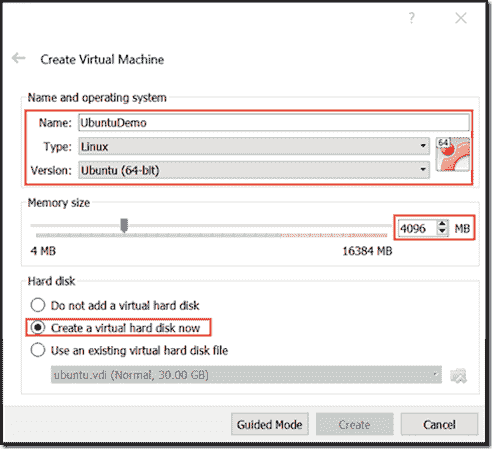 ?
Create Virtual Machine
Name and operating system
Name: UbuntuDemo
Type: Linux
64
Version: Ubuntu (64-bit)
Memory size
4096 MB
4 MB 16384 MB
Hard disk
Do not add a virtual hard disk
Create a virtual hard disk now
Use an existing virtual hard disk file
ubuntu.vdi (Normal, 30.00 GB)
Guided Mode Create Cancel